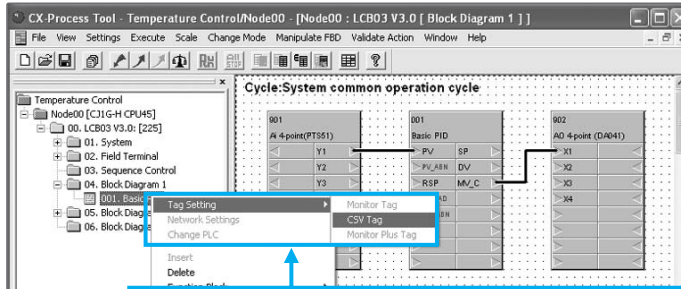 CX-Process Tool - Temperature Control/Node00 - [Node00 : LCB03 V3.0 [ Block Diagram 1 ] ]
File View Settings Execute Scale Change Mode Manipulate FBD Validate Action Window Help
Cycle:System common operation cycle
Temperature Control
Node00 [CJ1G-H CPU45]
00. LCB03 V3.0: [225]
01. System
02. Field Terminal
03. Sequence Control
04. Block Diagram 1
001. Basic
05. Block Diag
06. Block Diag
Tag Setting
Network Settings
Change PLC
Insert
Delete
Monitor Tag
CSV Tag
Monitor Plus Tag
901
Ai 4-point(PTS51)
Y1
Y2
Y3
001
Basic PID
PV SP
PV_ABN DV
RSP MV_C
902
AO 4-point (DA041)
X1
X2
X3
X4